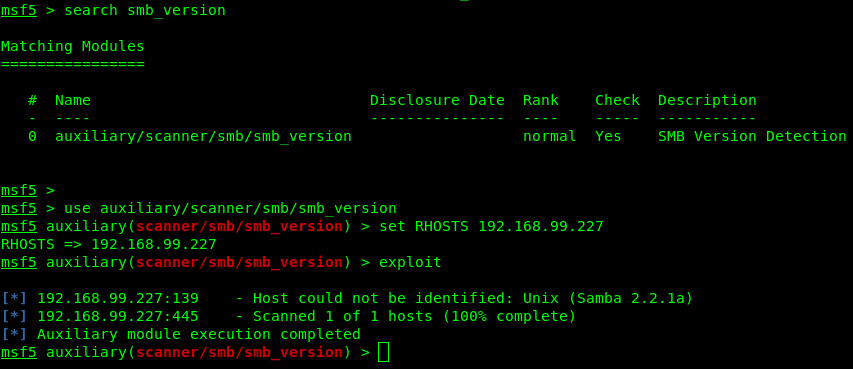 msf5 > search smb_version
Matching Modules
================
#  Name                               Disclosure Date  Rank    Check  Description
-  ----                               ---------------  ----    -----  -----------
0  auxiliary/scanner/smb/smb_version                   normal  Yes    SMB Version Detection
msf5 >
msf5 > use auxiliary/scanner/smb/smb_version
msf5 auxiliary(scanner/smb/smb_version) > set RHOSTS 192.168.99.227
RHOSTS => 192.168.99.227
msf5 auxiliary(scanner/smb/smb_version) > exploit
[*] 192.168.99.227:139    - Host could not be identified: Unix (Samba 2.2.1a)
[*] 192.168.99.227:445    - Scanned 1 of 1 hosts (100% complete)
[*] Auxiliary module execution completed
msf5 auxiliary(scanner/smb/smb_version) >